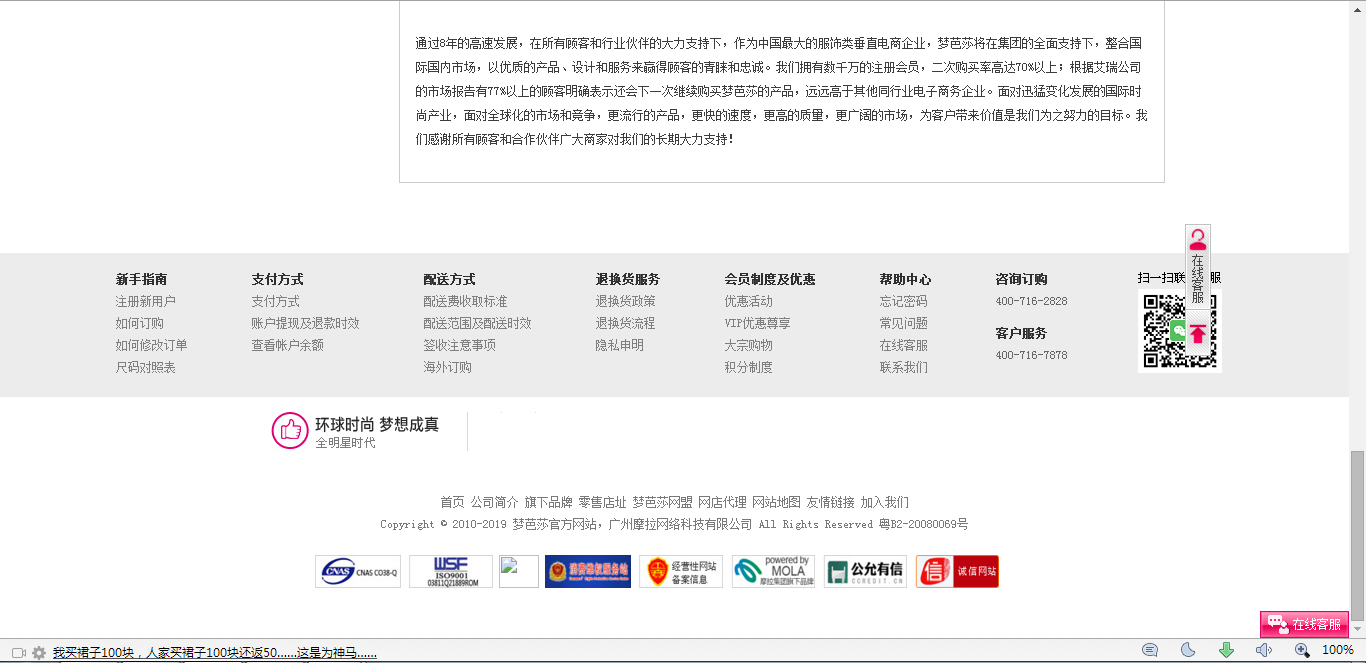 通过8年的高速发展，在所有顾客和行业伙伴的大力支持下，作为中国最大的服饰类垂直电商企业，梦芭莎将在集团的全面支持下，整合国
际国内市场，以优质的产品、设计和服务来赢得顾客的青睐和忠诚。我们拥有数千万的注册会员，二次购买率高达70%以上；根据艾瑞公司
的市场报告有77%以上的顾客明确表示还会下一次继续购买梦芭莎的产品，远远高于其他同行业电子商务企业。面对迅猛变化发展的国际时
尚产业，面对全球化的市场和竞争，更流行的产品，更快的速度，更高的质量，更广阔的市场，为客户带来价值是我们为之努力的目标。我
们感谢所有顾客和合作伙伴广大商家对我们的长期大力支持！
新手指南
注册新用户
如何订购
如何修改订单
尺码对照表
支付方式
支付方式
账户提现及退款时效
查看帐户余额
配送方式
配送费收取标准
配送范围及配送时效
签收注意事项
海外订购
退换货服务
退换货政策
退换货流程
隐私申明
会员制度及优惠
优惠活动
VIP优惠尊享
大宗购物
积分制度
帮助中心
忘记密码
常见问题
在线客服
联系我们
咨询订购
400-716-2828
客户服务
400-716-7878
扫一扫联 服
在线客服
环球时尚 梦想成真
全明星时代
首页 公司简介 旗下品牌 零售店址 梦芭莎网盟 网店代理 网站地图 友情链接 加入我们
Copyright © 2010-2019 梦芭莎官方网站，广州摩拉网络科技有限公司 All Rights Reserved 粤B2-20080069号
CNAS CNAS C038-Q
WSF
ISO9001
03811Q21889ROM
消费维权服务站
经营性网站
备案信息
powered by
MOLA
摩拉集团旗下品牌
公允有信
CCREDIT.CN
信 诚信网站
在线客服
我买裙子100块，人家买裙子100块还返50......这是为神马......
100%